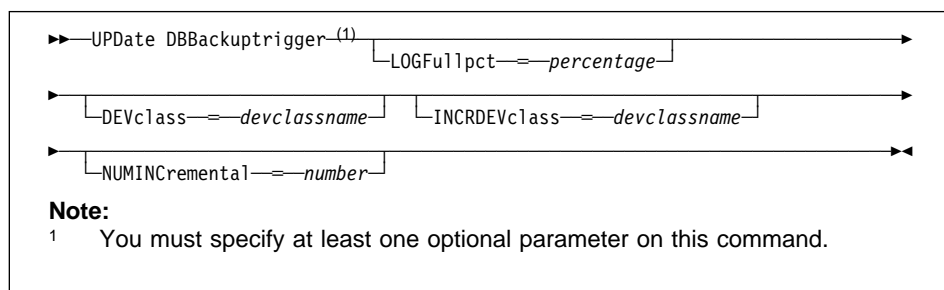 UPDate DBBackuptrigger (1)
LOGFullpct = percentage
DEVclass = devclassname INCRDEVclass = devclassname
NUMINCremental = number
Note:
1 You must specify at least one optional parameter on this command.